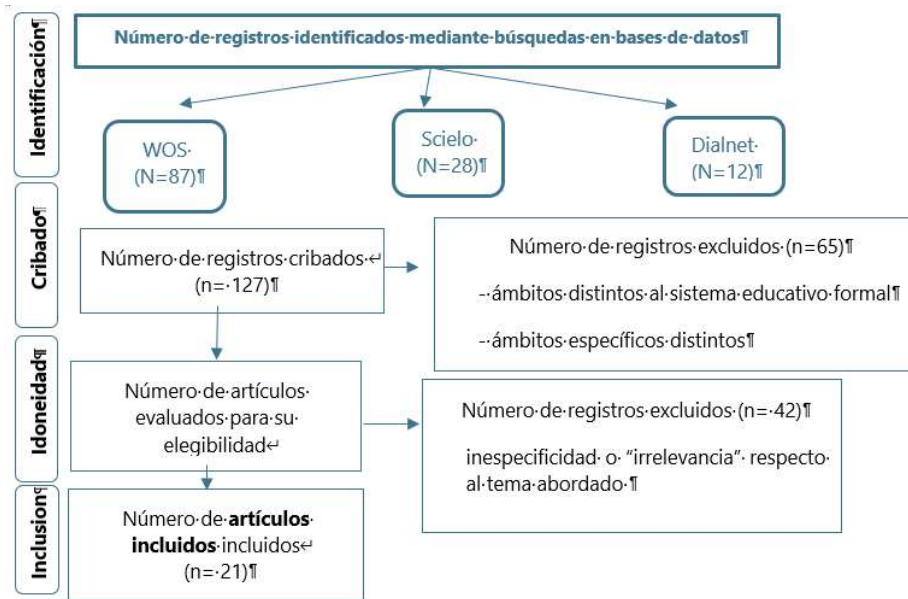 Identificación¶
Número·de·registros·identificados·mediante·búsquedas·en·bases·de·datos¶
WOS·
(N=87)¶
Scielo·
(N=28)¶
Dialnet·
(N=12)¶
Cribado¶
Número·de·registros·cribados·↵
(n=·127)¶
Número·de·registros·excluidos·(n=65)¶
-·ámbitos·distintos·al·sistema·educativo·formal¶
-·ámbitos·específicos·distintos¶
Idoneidad¶
Número·de·artículos·
evaluados·para·su·
elegibilidad↵
Número·de·registros·excluidos·(n=·42)¶
inespecificidad·o·“irrelevancia”·respecto·
al·tema·abordado·¶
Inclusion¶
Número·de·artículos·
incluidos·incluidos↵
(n=·21)¶